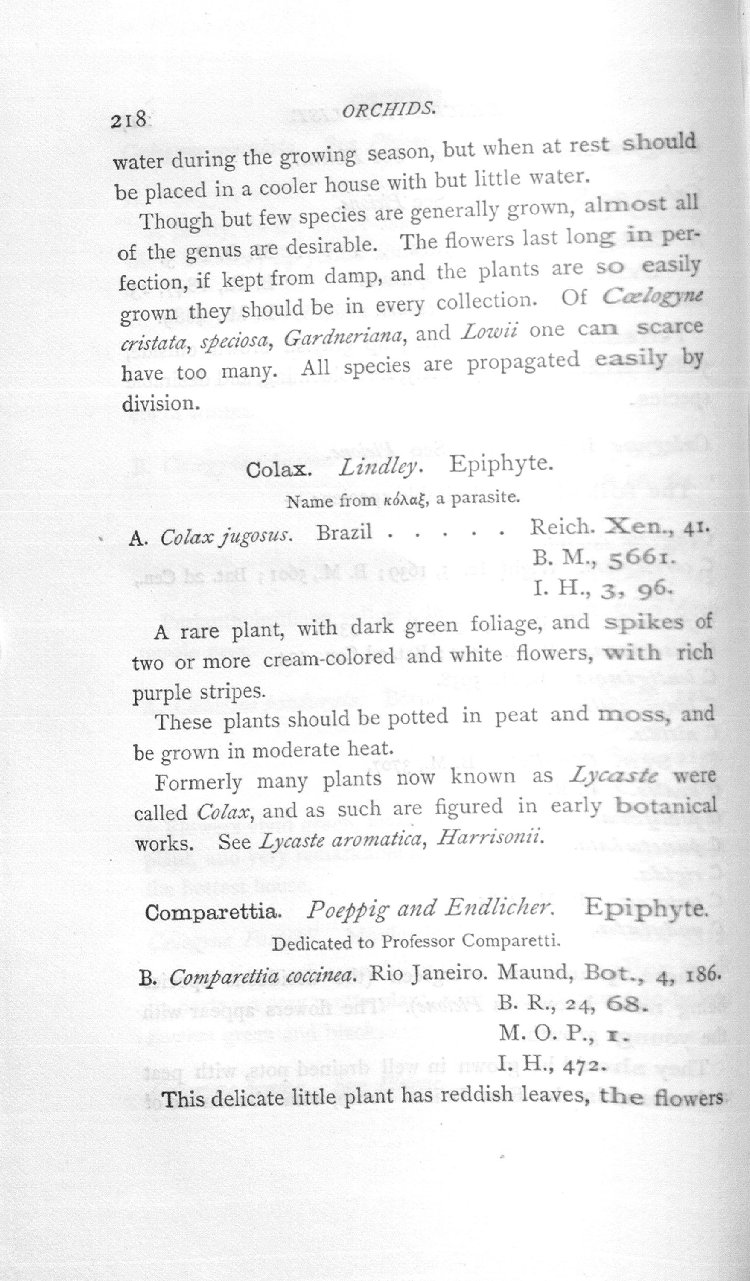 218 ORCHIDS.
water during the growing season, but when at rest should
be placed in a cooler house with but little water.
Though but few species are generally grown, almost all
of the genus are desirable. The flowers last long in per-
fection, if kept from damp, and the plants are so easily
grown they should be in every collection. Of Cœlogyne
cristata, speciosa, Gardneriana, and Lowii one can scarce
have too many. All species are propagated easily by
division.
Colax. Lindley. Epiphyte.
Name from κόλαξ, a parasite.
A. Colax jugosus. Brazil . . . . . Reich. Xen., 41.
B. M., 5661.
I. H., 3, 96.
A rare plant, with dark green foliage, and spikes of
two or more cream-colored and white flowers, with rich
purple stripes.
These plants should be potted in peat and moss, and
be grown in moderate heat.
Formerly many plants now known as Lycaste were
called Colax, and as such are figured in early botanical
works. See Lycaste aromatica, Harrisonii.
Comparettia. Poeppig and Endlicher. Epiphyte.
Dedicated to Professor Comparetti.
B. Comparettia coccinea. Rio Janeiro. Maund, Bot., 4, 186.
B. R., 24, 68.
M. O. P., 1.
I. H., 472.
This delicate little plant has reddish leaves, the flowers